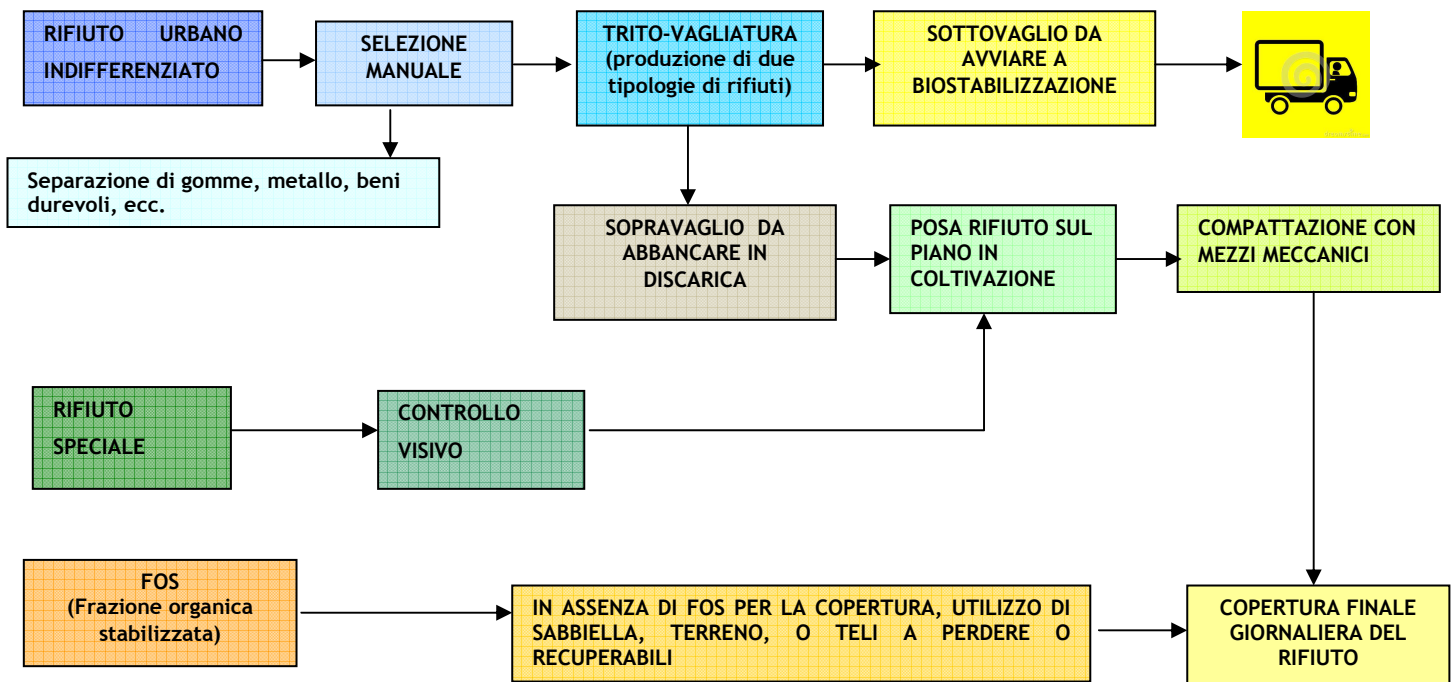 RIFIUTO URBANO
INDIFFERENZIATO
SELEZIONE
MANUALE
TRITO-VAGLIATURA
(produzione di due
tipologie di rifiuti)
SOTTOVAGLIO DA
AVVIARE A
BIOSTABILIZZAZIONE
Separazione di gomme, metallo, beni
durevoli, ecc.
SOPRAVAGLIO DA
ABBANCARE IN
DISCARICA
POSA RIFIUTO SUL
PIANO IN
COLTIVAZIONE
COMPATTAZIONE CON
MEZZI MECCANICI
RIFIUTO
SPECIALE
CONTROLLO
VISIVO
FOS
(Frazione organica
stabilizzata)
IN ASSENZA DI FOS PER LA COPERTURA, UTILIZZO DI
SABBIELLA, TERRENO, O TELI A PERDERE O
RECUPERABILI
COPERTURA FINALE
GIORNALIERA DEL
RIFIUTO